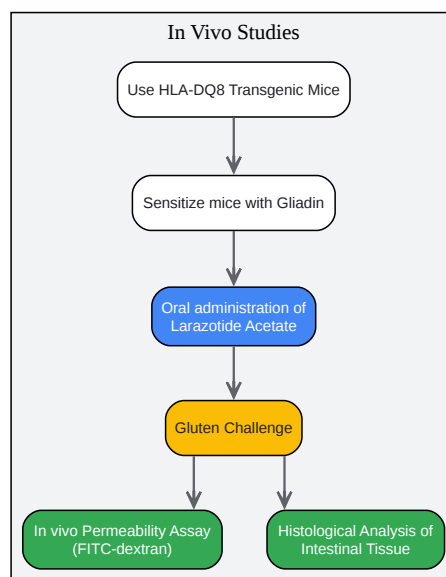 In Vivo Studies
Use HLA-DQ8 Transgenic Mice
Sensitize mice with Gliadin
Oral administration of
Larazotide Acetate
Gluten Challenge
In vivo Permeability Assay
(FITC-dextran)
Histological Analysis of
Intestinal Tissue